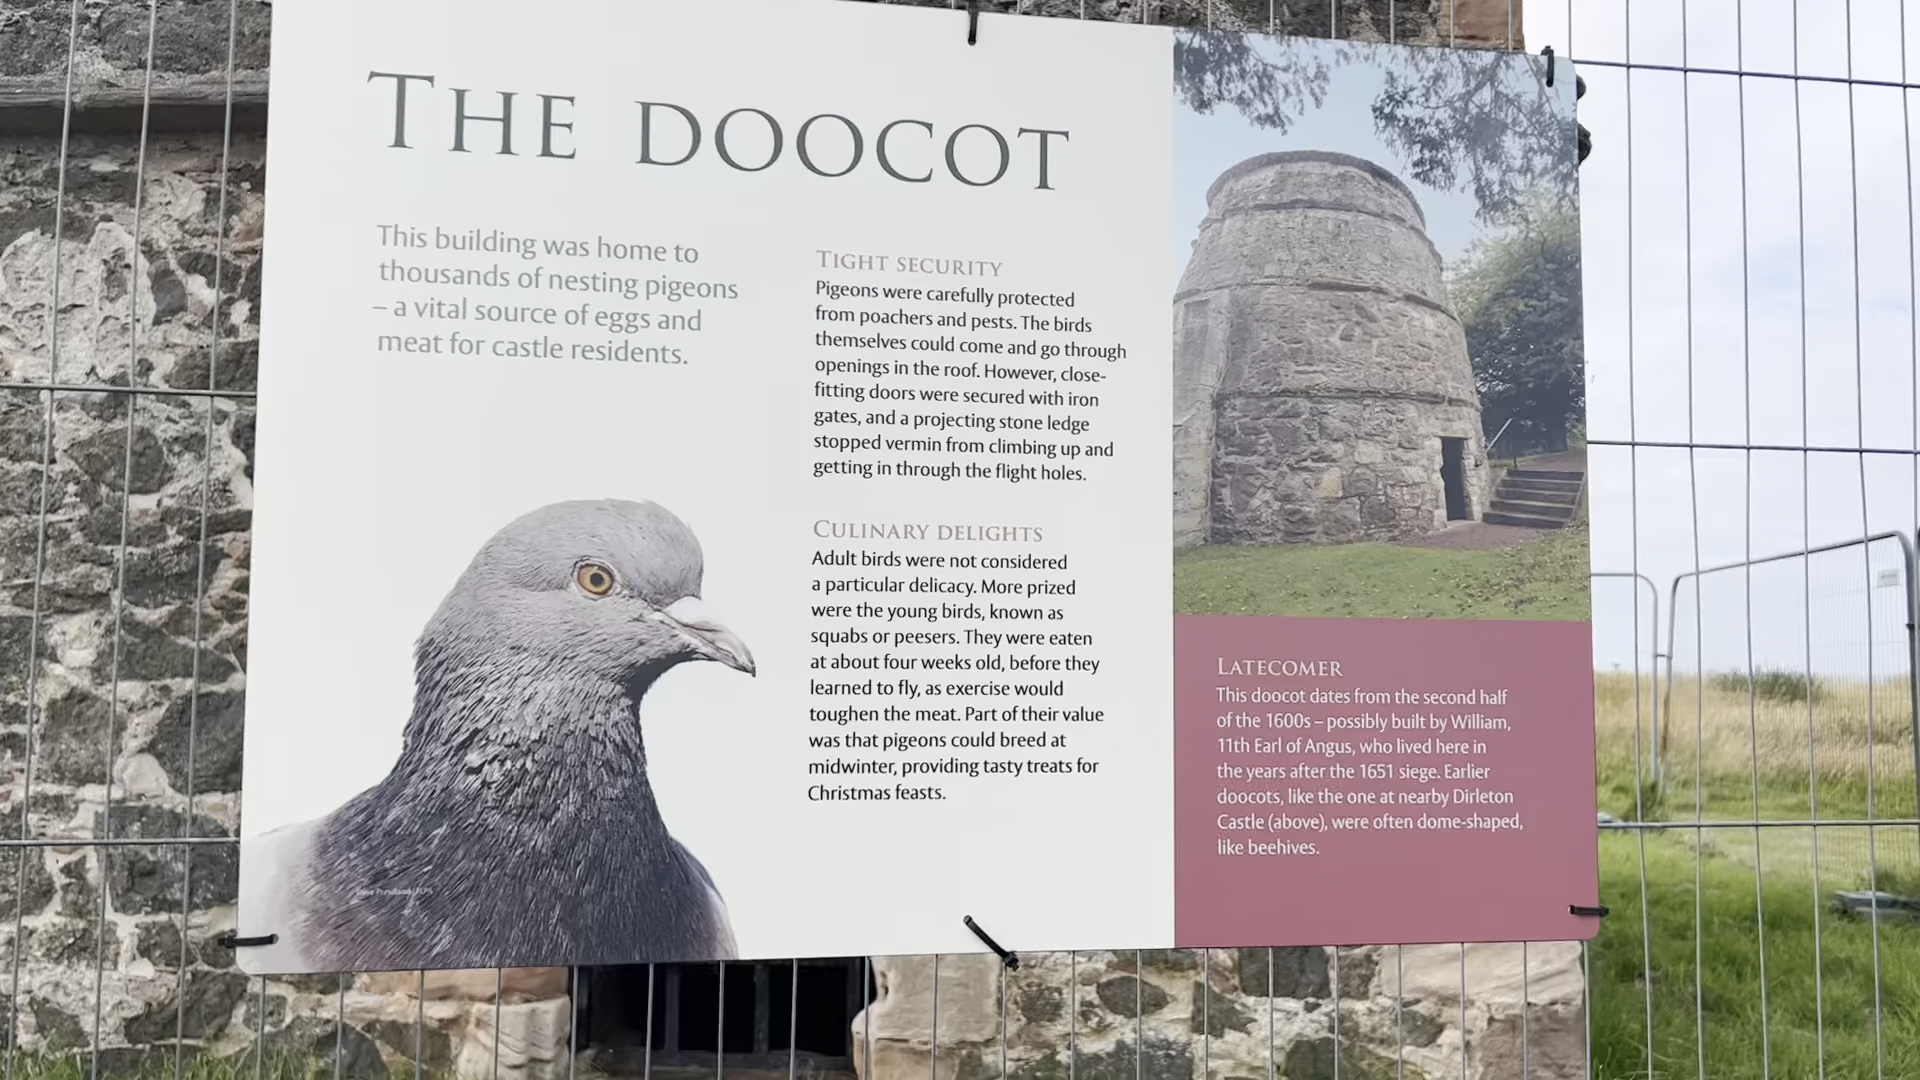 THE DOOCOT
This building was home to
thousands of nesting pigeons
– a vital source of eggs and
meat for castle residents.
TIGHT SECURITY
Pigeons were carefully protected
from poachers and pests. The birds
themselves could come and go through
openings in the roof. However, close-
fitting doors were secured with iron
gates, and a projecting stone ledge
stopped vermin from climbing up and
getting in through the flight holes.
CULINARY DELIGHTS
Adult birds were not considered
a particular delicacy. More prized
were the young birds, known as
squabs or peesers. They were eaten
at about four weeks old, before they
learned to fly, as exercise would
toughen the meat. Part of their value
was that pigeons could breed at
midwinter, providing tasty treats for
Christmas feasts.
LATECOMER
This doocot dates from the second half
of the 1600s – possibly built by William,
11th Earl of Angus, who lived here in
the years after the 1651 siege. Earlier
doocots, like the one at nearby Dirleton
Castle (above), were often dome-shaped,
like beehives.